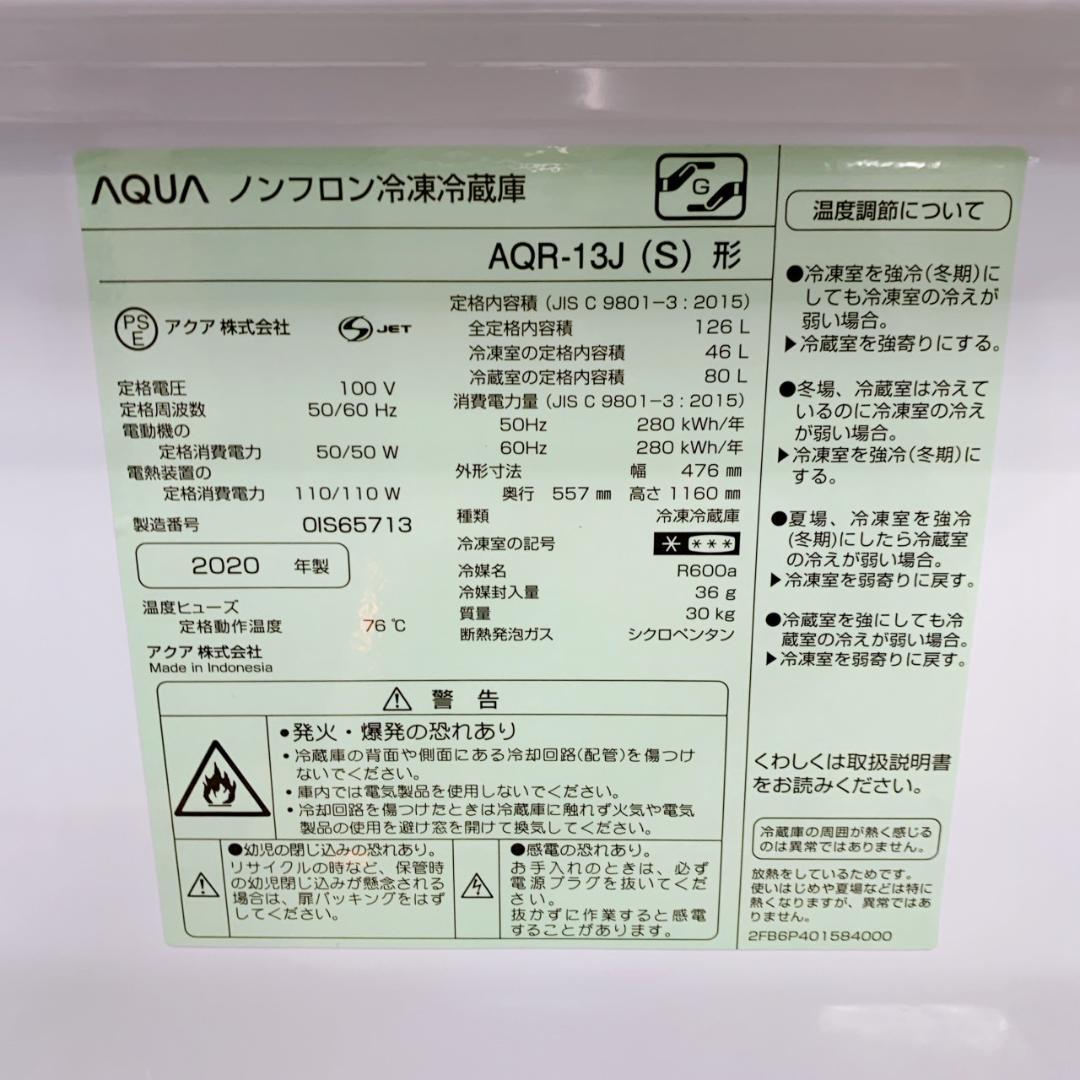 AQUA ノンフロン冷凍冷蔵庫
G
AQR-13J (S) 形
PSE アクア 株式会社 S JET
定格電圧 100 V
定格周波数 50/60 Hz
電動機の
定格消費電力 50/50 W
電熱装置の
定格消費電力 110/110 W
製造番号 OIS65713
2020 年製
温度ヒューズ
定格動作温度 76 ℃
アクア 株式会社
Made in Indonesia
定格内容積 (JIS C 9801-3 : 2015)
全定格内容積 126 L
冷凍室の定格内容積 46 L
冷蔵室の定格内容積 80 L
消費電力量 (JIS C 9801-3 : 2015)
50Hz 280 kWh/年
60Hz 280 kWh/年
外形寸法 幅 476 mm
奥行 557 mm 高さ 1160 mm
種類 冷凍冷蔵庫
冷凍室の記号 * ***
冷媒名 R600a
冷媒封入量 36 g
質量 30 kg
断熱発泡ガス シクロペンタン
⚠ 警 告
•発火・爆発の恐れあり
・冷蔵庫の背面や側面にある冷却回路(配管)を傷つけ
ないでください。
・庫内では電気製品を使用しないでください。
・冷却回路を傷つけたときは冷蔵庫に触れず火気や電気
製品の使用を避け窓を開けて換気してください。
●幼児の閉じ込みの恐れあり。
リサイクルの時など、保管時
の幼児閉じ込みが懸念される
場合は、扉パッキングをはず
してください。
●感電の恐れあり。
お手入れのときは、必ず
電源プラグを抜いてくだ
さい。
抜かずに作業すると感電
することがあります。
温度調節について
●冷凍室を強冷(冬期)に
しても冷凍室の冷えが
弱い場合。
▶冷蔵室を強寄りにする。
●冬場、冷蔵室は冷えて
いるのに冷凍室の冷え
が弱い場合。
▶冷凍室を強冷(冬期)に
する。
●夏場、冷凍室を強冷
(冬期)にしたら冷蔵室
の冷えが弱い場合。
▶冷凍室を弱寄りに戻す。
●冷蔵室を強にしても冷
蔵室の冷えが弱い場合。
▶冷凍室を弱寄りに戻す。
くわしくは取扱説明書
をお読みください。
冷蔵庫の周囲が熱く感じる
のは異常ではありません。
放熱をしているためです。
使いはじめや夏場などは特に
熱くなりますが、異常ではあ
りません。
2FB6P401584000